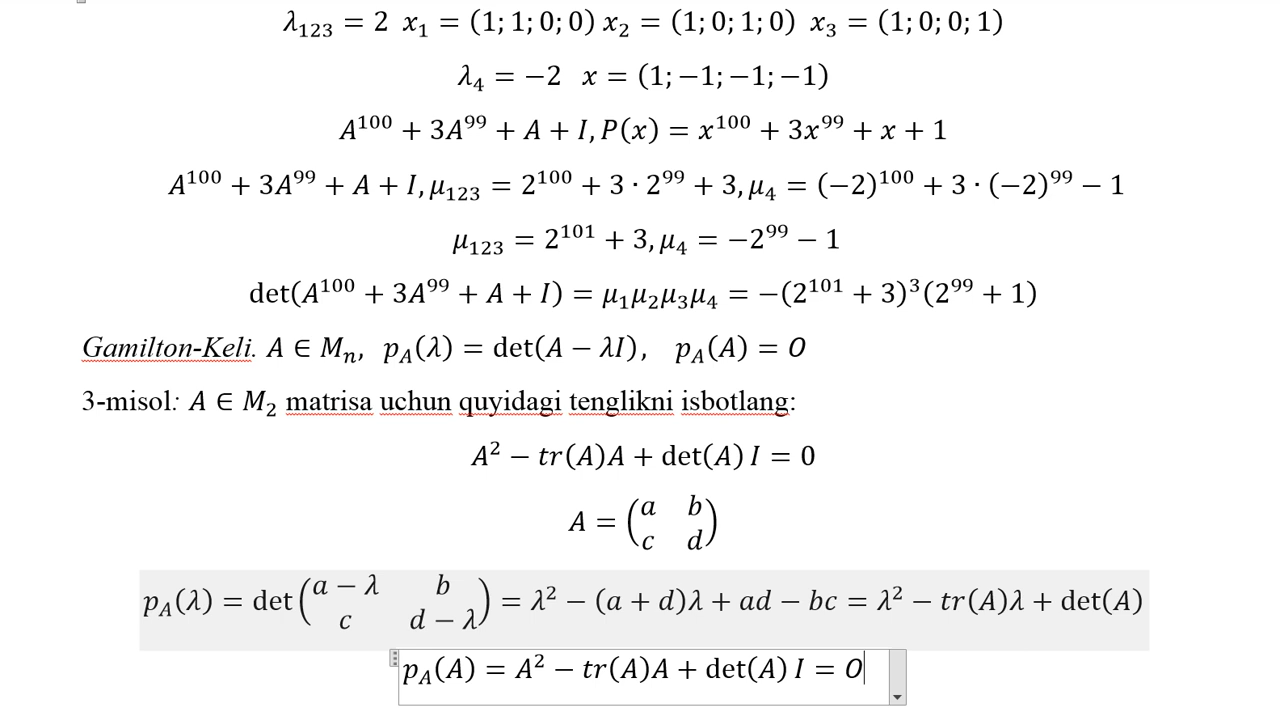 λ₁₂₃ = 2 x₁ = (1; 1; 0; 0) x₂ = (1; 0; 1; 0) x₃ = (1; 0; 0; 1)
λ₄ = −2 x = (1; −1; −1; −1)
A¹⁰⁰ + 3A⁹⁹ + A + I, P(x) = x¹⁰⁰ + 3x⁹⁹ + x + 1
A¹⁰⁰ + 3A⁹⁹ + A + I, μ₁₂₃ = 2¹⁰⁰ + 3 · 2⁹⁹ + 3, μ₄ = (−2)¹⁰⁰ + 3 · (−2)⁹⁹ − 1
μ₁₂₃ = 2¹⁰¹ + 3, μ₄ = −2⁹⁹ − 1
det(A¹⁰⁰ + 3A⁹⁹ + A + I) = μ₁μ₂μ₃μ₄ = −(2¹⁰¹ + 3)³(2⁹⁹ + 1)
Gamilton-Keli. A ∈ Mₙ, p_A(λ) = det(A − λI), p_A(A) = O
3-misol: A ∈ M₂ matrisa uchun quyidagi tenglikni isbotlang:
A² − tr(A)A + det(A) I = 0
A = (a b
c d)
p_A(λ) = det (a − λ b
c d − λ) = λ² − (a + d)λ + ad − bc = λ² − tr(A)λ + det(A)
p_A(A) = A² − tr(A)A + det(A) I = O